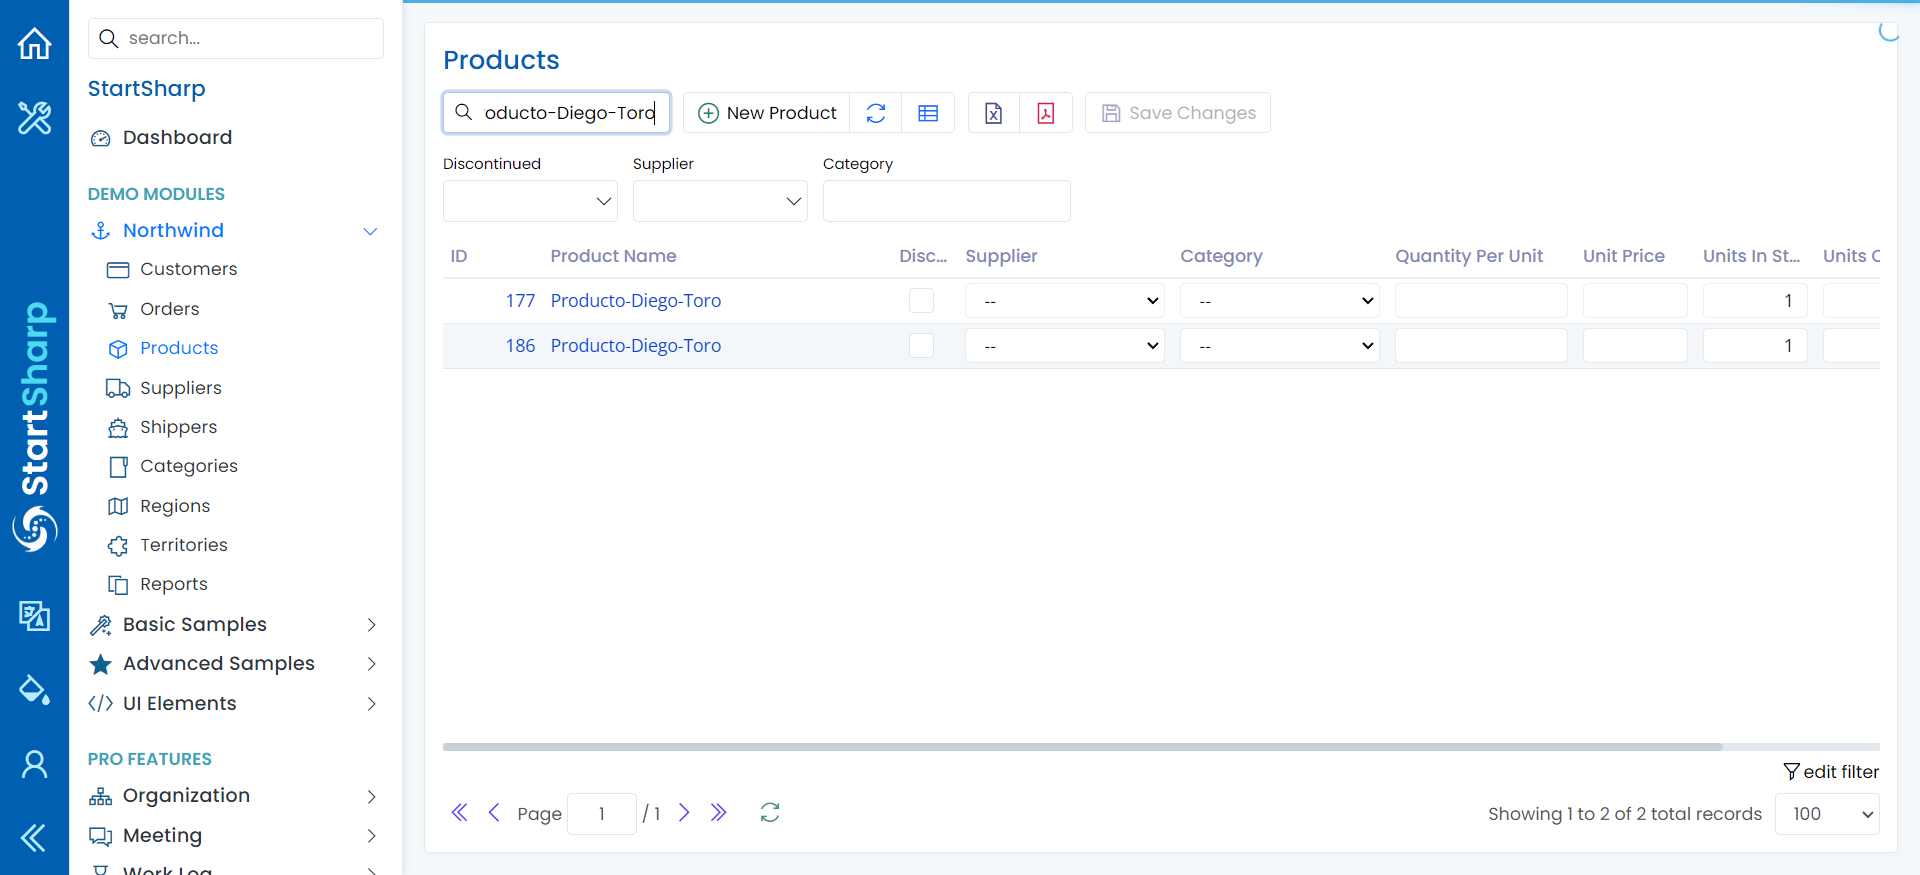 search...
StartSharp
Dashboard
DEMO MODULES
Northwind
Customers
Orders
Products
Suppliers
Shippers
Categories
Regions
Territories
Reports
Basic Samples
Advanced Samples
UI Elements
PRO FEATURES
Organization
Meeting
Work Log
StartSharp
Products
oducto-Diego-Toro
New Product
Save Changes
Discontinued Supplier Category
ID Product Name Disc... Supplier Category Quantity Per Unit Unit Price Units In St... Units
177 Producto-Diego-Toro -- -- 1
186 Producto-Diego-Toro -- -- 1
edit filter
Page 1 / 1
Showing 1 to 2 of 2 total records 100